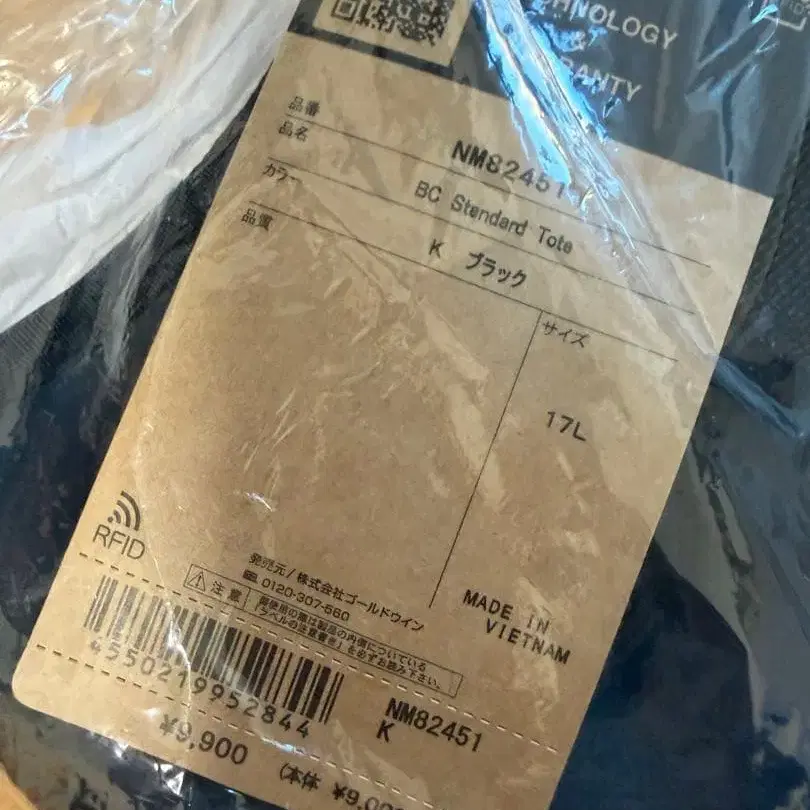 TECHNOLOGY
&
品番
NM82451
品名
BC Standard Tote
カラー
K ブラック
品質
サイズ
17L
RFID
発売元/株式会社ゴールドウイン
0120-307-560
MADE IN
VIETNAM
注意
御使用の際は製品の内側についている
「ラベルの注意書き」を必ずお読み下さい。
4550219952844
NM82451
K
¥9,900
(本体 ¥9,00